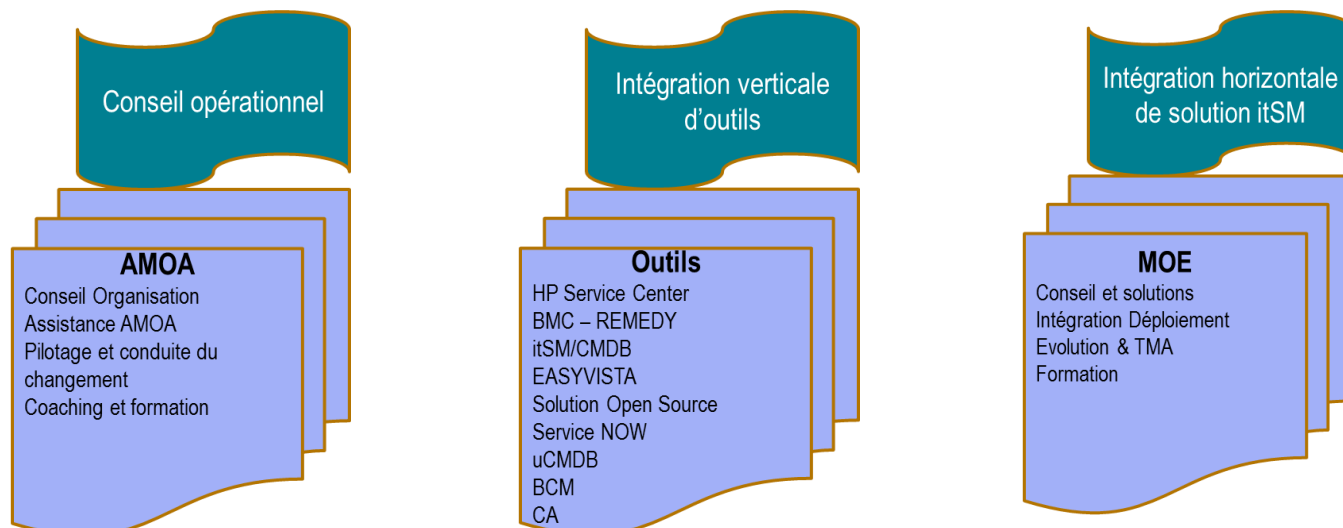 Conseil opérationnel
AMOA
Conseil Organisation
Assistance AMOA
Pilotage et conduite du
changement
Coaching et formation
Intégration verticale
d’outils
Outils
HP Service Center
BMC – REMEDY
itSM/CMDB
EASYVISTA
Solution Open Source
Service NOW
uCMDB
BCM
CA
Intégration horizontale
de solution itSM
MOE
Conseil et solutions
Intégration Déploiement
Evolution & TMA
Formation